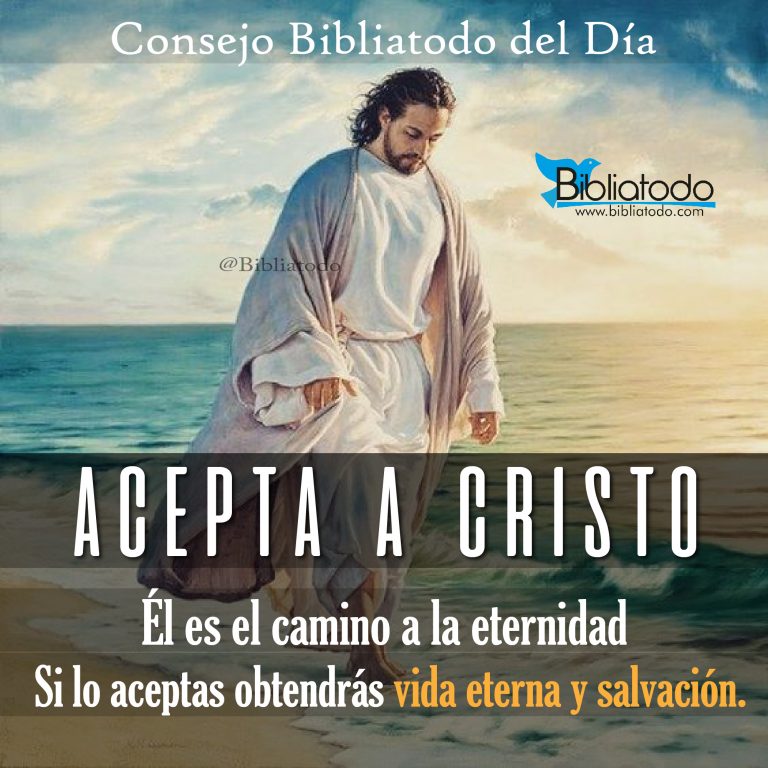 Consejo Bibliatodo del Día
Bibliatodo
www.bibliatodo.com
@Bibliatodo
ACEPTA A CRISTO
Él es el camino a la eternidad
Si lo aceptas obtendrás vida eterna y salvación.